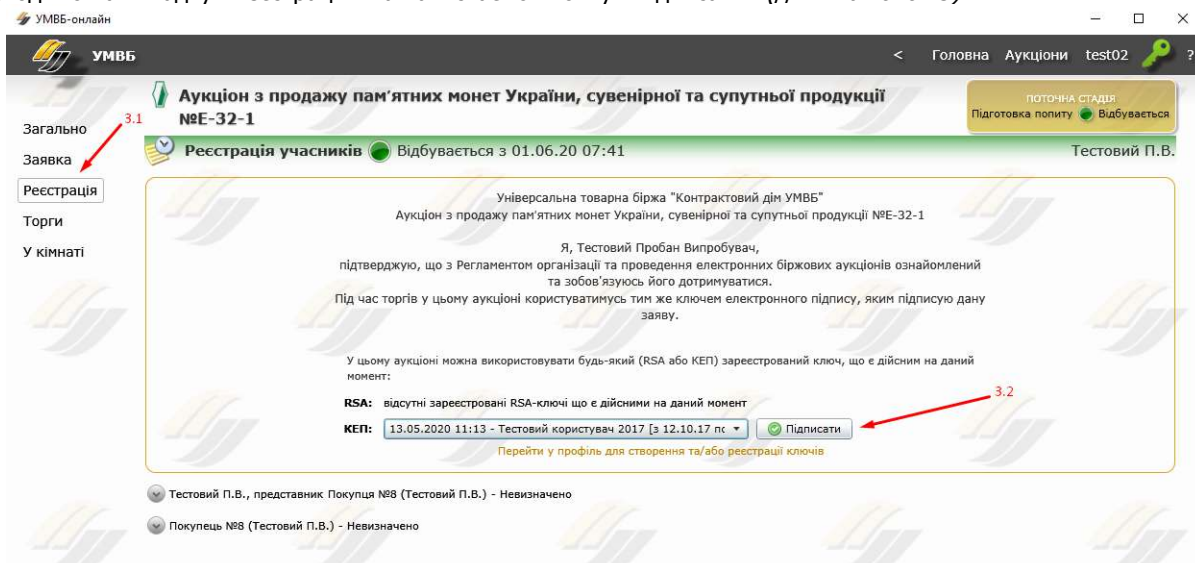 УМВБ-онлайн
УМВБ
< Головна Аукціони test02 ?
Аукціон з продажу пам'ятних монет України, сувенірної та супутньої продукції
№E-32-1
поточна стадія
Підготовка попиту Відбувається
Загально
3.1
Заявка
Реєстрація учасників Відбувається з 01.06.20 07:41
Тестовий П.В.
Реєстрація
Торги
У кімнаті
Універсальна товарна біржа "Контрактовий дім УМВБ"
Аукціон з продажу пам'ятних монет України, сувенірної та супутньої продукції №E-32-1
Я, Тестовий Пробан Випробувач,
підтверджую, що з Регламентом організації та проведення електронних біржових аукціонів ознайомлений
та зобов'язуюсь його дотримуватися.
Під час торгів у цьому аукціоні користуватимусь тим же ключем електронного підпису, яким підписую дану
заяву.
У цьому аукціоні можна використовувати будь-який (RSA або КЕП) зареєстрований ключ, що є дійсним на даний
момент:
3.2
RSA: відсутні зареєстровані RSA-ключі що є дійсними на даний момент
КЕП: 13.05.2020 11:13 - Тестовий користувач 2017 [з 12.10.17 пс Підписати
Перейти у профіль для створення та/або реєстрації ключів
Тестовий П.В., представник Покупця №8 (Тестовий П.В.) - Невизначено
Покупець №8 (Тестовий П.В.) - Невизначено